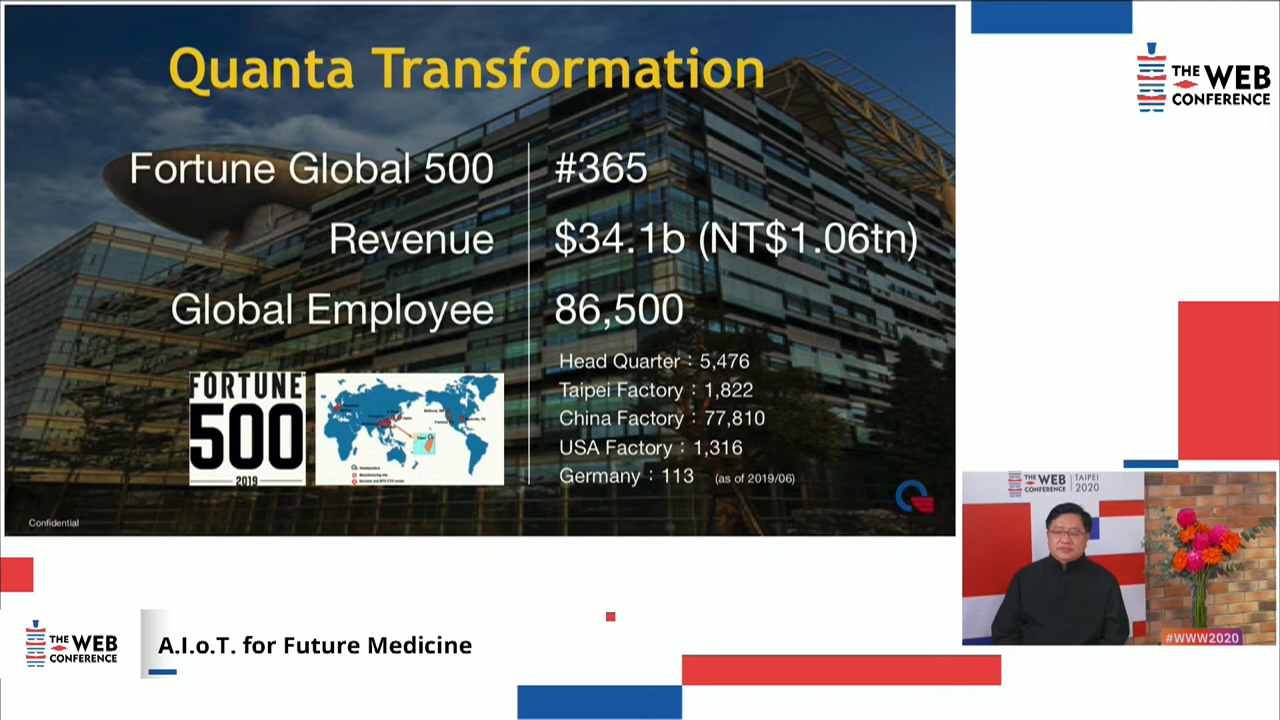 Quanta Transformation
Fortune Global 500
#365
Revenue
$34.1b (NT$1.06tn)
Global Employee
86,500
Head Quarter：5,476
Taipei Factory：1,822
China Factory：77,810
USA Factory：1,316
Germany：113 (as of 2019/06)
FORTUNE
500
2019
Confidential
THE WEB
CONFERENCE
THE WEB
CONFERENCE
TAIPEI
2020
#WWW2020
THE WEB
CONFERENCE
A.I.o.T. for Future Medicine